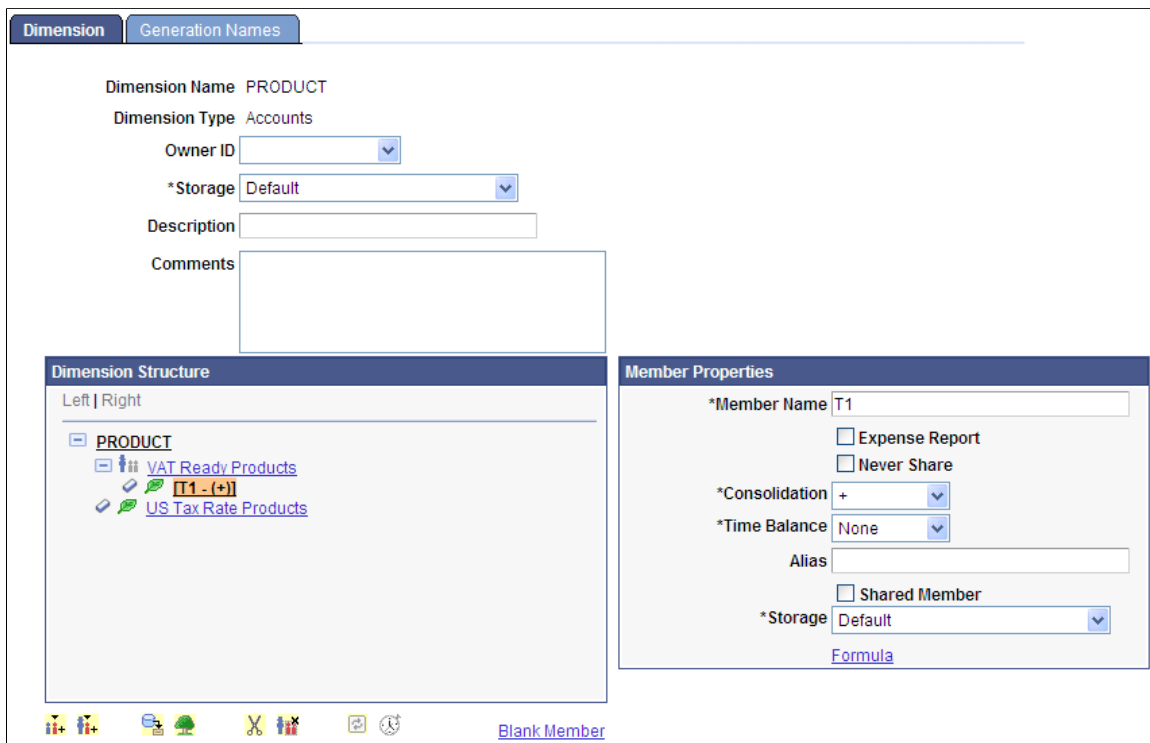 Dimension Generation Names
Dimension Name PRODUCT
Dimension Type Accounts
Owner ID
*Storage Default
Description
Comments
Dimension Structure
Left | Right
PRODUCT
VAT Ready Products
[T1 - (+)]
US Tax Rate Products
Blank Member
Member Properties
*Member Name T1
Expense Report
Never Share
*Consolidation +
*Time Balance None
Alias
Shared Member
*Storage Default
Formula